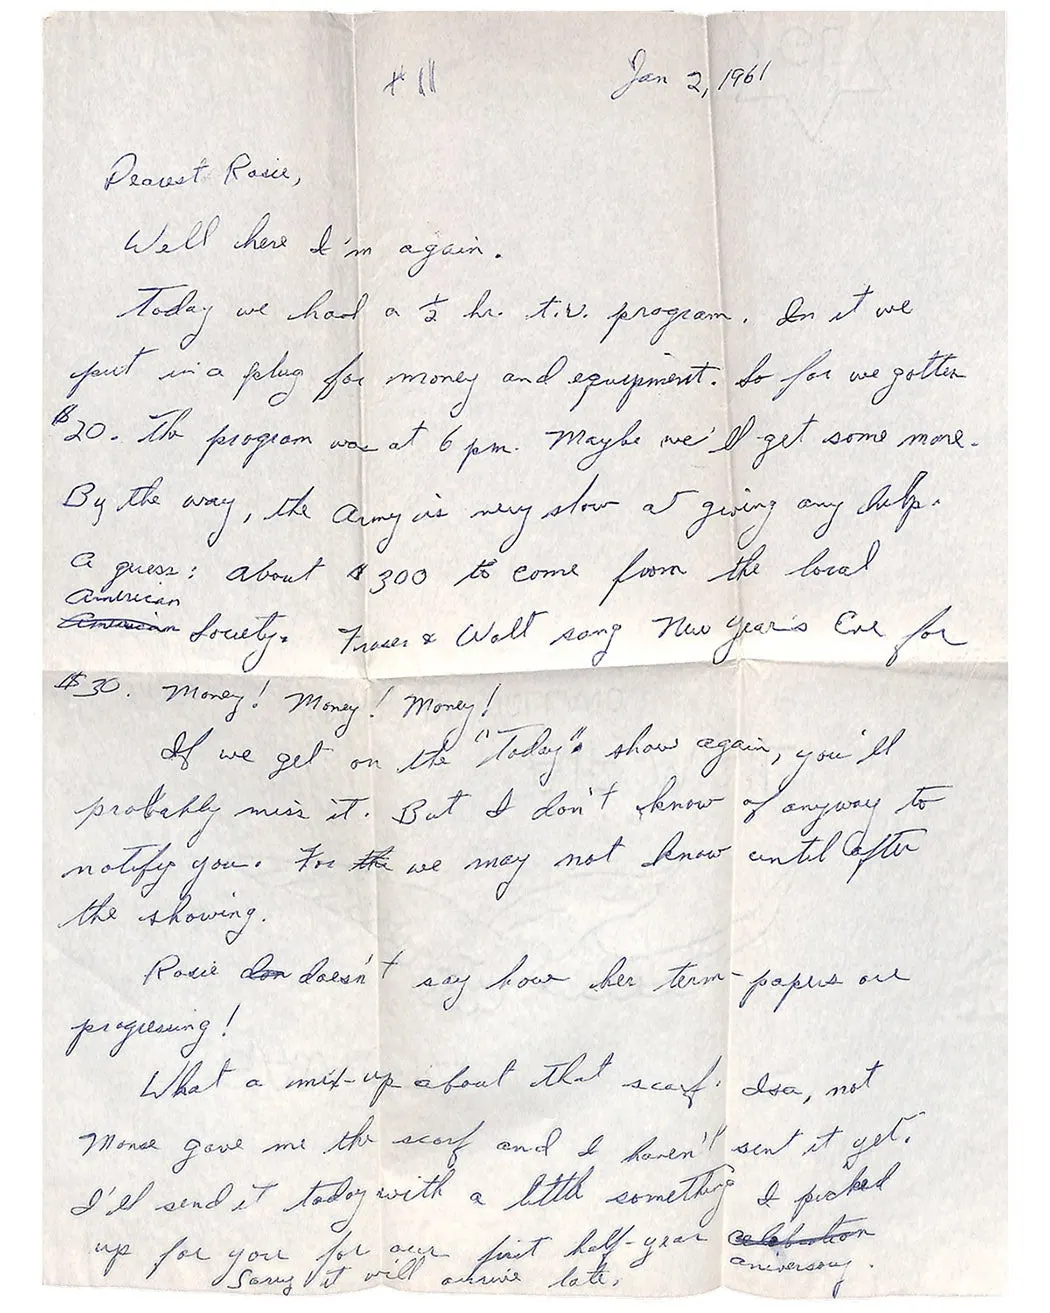 #11 Jan 2, 1961
Dearest Rosie,
Well here I'm again.
Today we had a ½ hr. t.v. program. In it we
put in a plug for money and equipment. So far we gotten
$20. The program was at 6 pm. Maybe we'll get some more.
By the way, the Army is very slow at giving any help.
A guess: about $300 to come from the local
American
American Society. Fraser & Walt sang New Year's Eve for
$30. Money! Money! Money!
If we get on the "Today" show again, you'll
probably miss it. But I don't know of anyway to
notify you. For the we may not know until after
the showing.
Rosie don doesn't say how her term-papers are
progressing!
What a mix-up about that scarf. Isa, not
Monse gave me the scarf and I haven't sent it yet.
I'll send it today with a little something I picked
up for you for our first half-year celebration
aniversary.
Sorry it will arrive late.